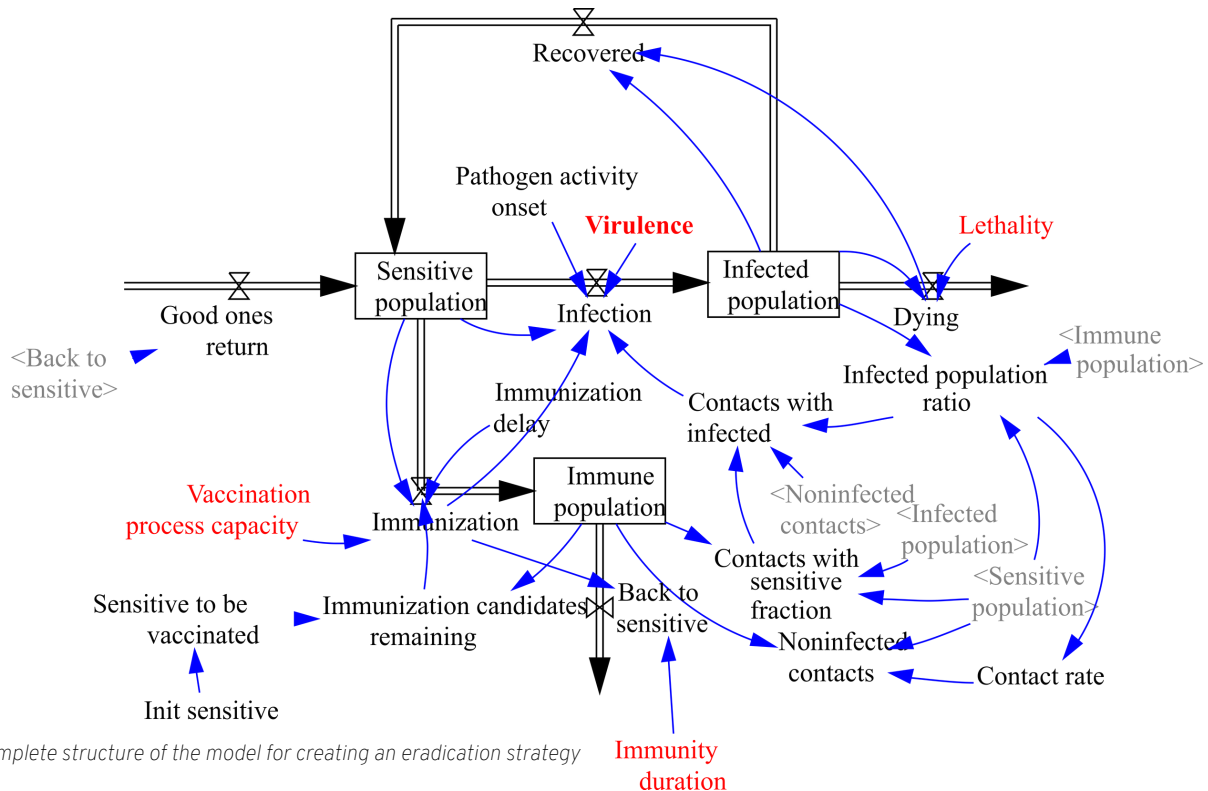 Recovered
Pathogen activity
onset
Virulence
Lethality
Sensitive
population
Infected
population
Good ones
return
Infection
Dying
<Back to
sensitive>
<Immune
population>
Infected population
ratio
Immunization
delay
Contacts with
infected
Vaccination
process capacity
Immunization
Immune
population
<Noninfected
contacts>
<Infected
population>
Contacts with
sensitive
fraction
<Sensitive
population>
Sensitive to be
vaccinated
Immunization candidates
remaining
Back to
sensitive
Noninfected
contacts
Contact rate
Init sensitive
mplete structure of the model for creating an eradication strategy
Immunity
duration